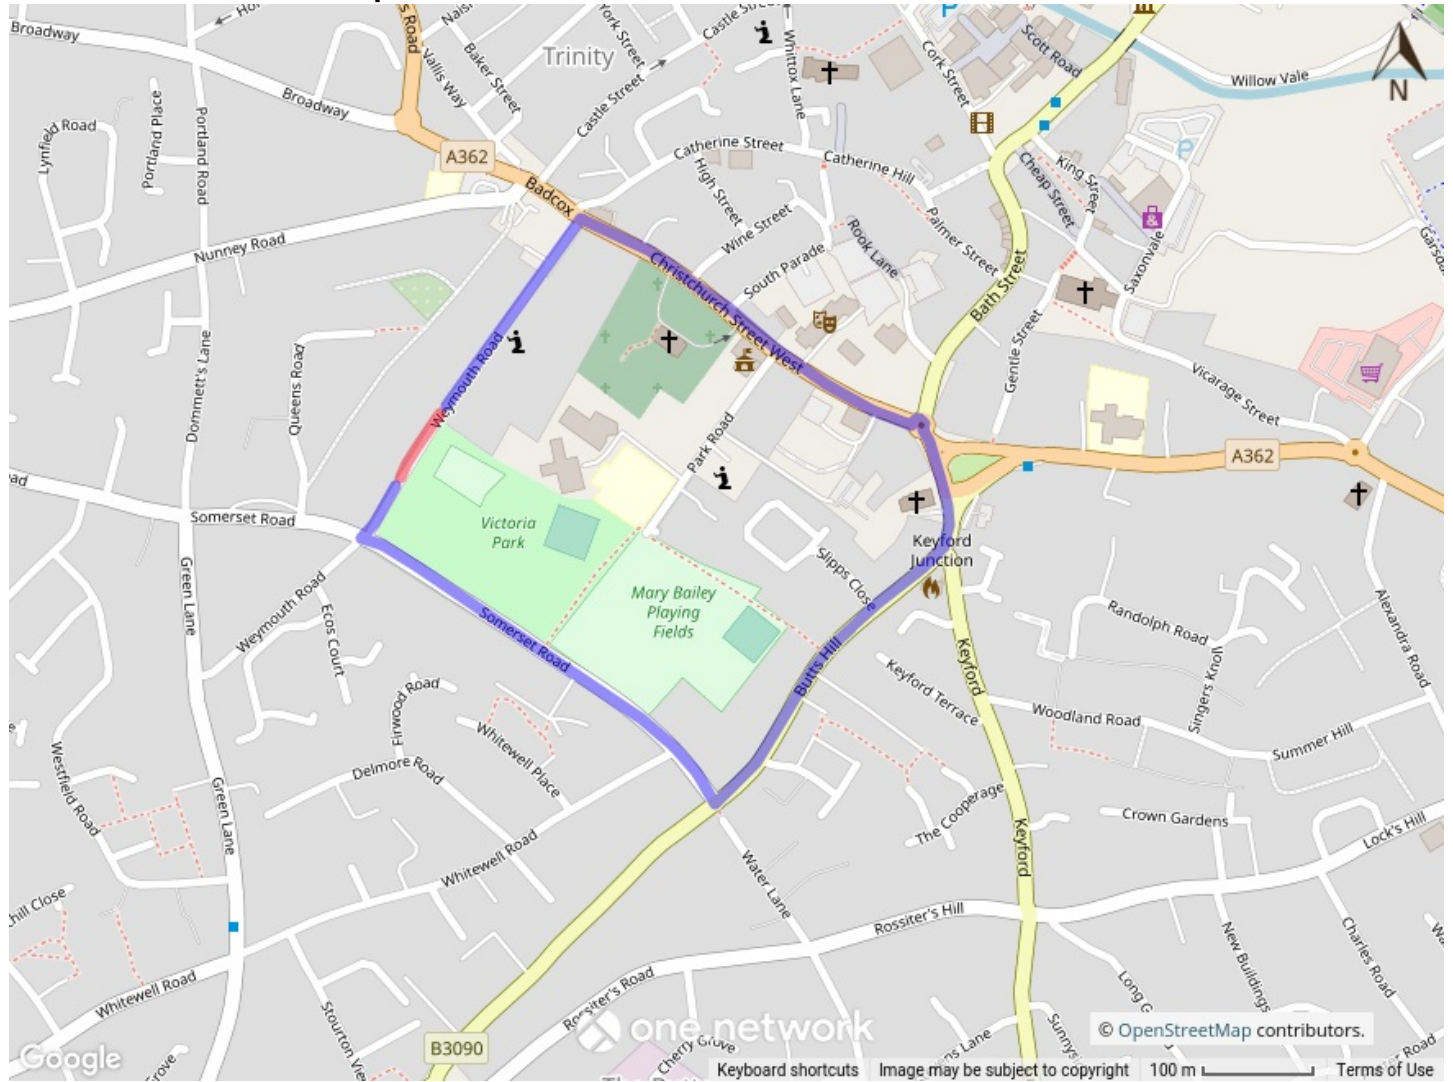 Broadway
Broadway
Lynfield Road
Portland Place
Portland Road
Vallis Way
Baker Street
York Street
Trinity
Castle Street
Castle
Whittox Lane
Cork Street
Scott Road
Willow Vale
N
A362
Badcox
Catherine Street
Catherine Hill
High Street
Wine Street
South Parade
Rook Lane
Palmer Street
Cheap Street
King Street
Saxonvale
Bath Street
Gentle Street
Vicarage Street
Nunney Road
Dommett's Lane
Queens Road
Weymouth Road
Christchurch Street West
Park Road
A362
Somerset Road
Green Lane
Weymouth Road
Ecos Court
Victoria
Park
Mary Bailey
Playing
Fields
Slipps Close
Keyford
Junction
Somerset Road
Butts Hill
Keyford Terrace
Keyford
Randolph Road
Singers Knoll
Woodland Road
Summer Hill
Alexandra Road
Firwood Road
Delmore Road
Whitewell Place
Whitewell Road
Westfield Road
Green Lane
The Cooperage
Crown Gardens
Lock's Hill
Keyford
Water Lane
Rossiter's Hill
Rossiter's Road
New Buildings
Charles Road
Long G
Whitewell Road
Stourton View
Cherry Grove
B3090
one.network
© OpenStreetMap contributors.
Google
Keyboard shortcuts
Image may be subject to copyright
100 m
Terms of Use